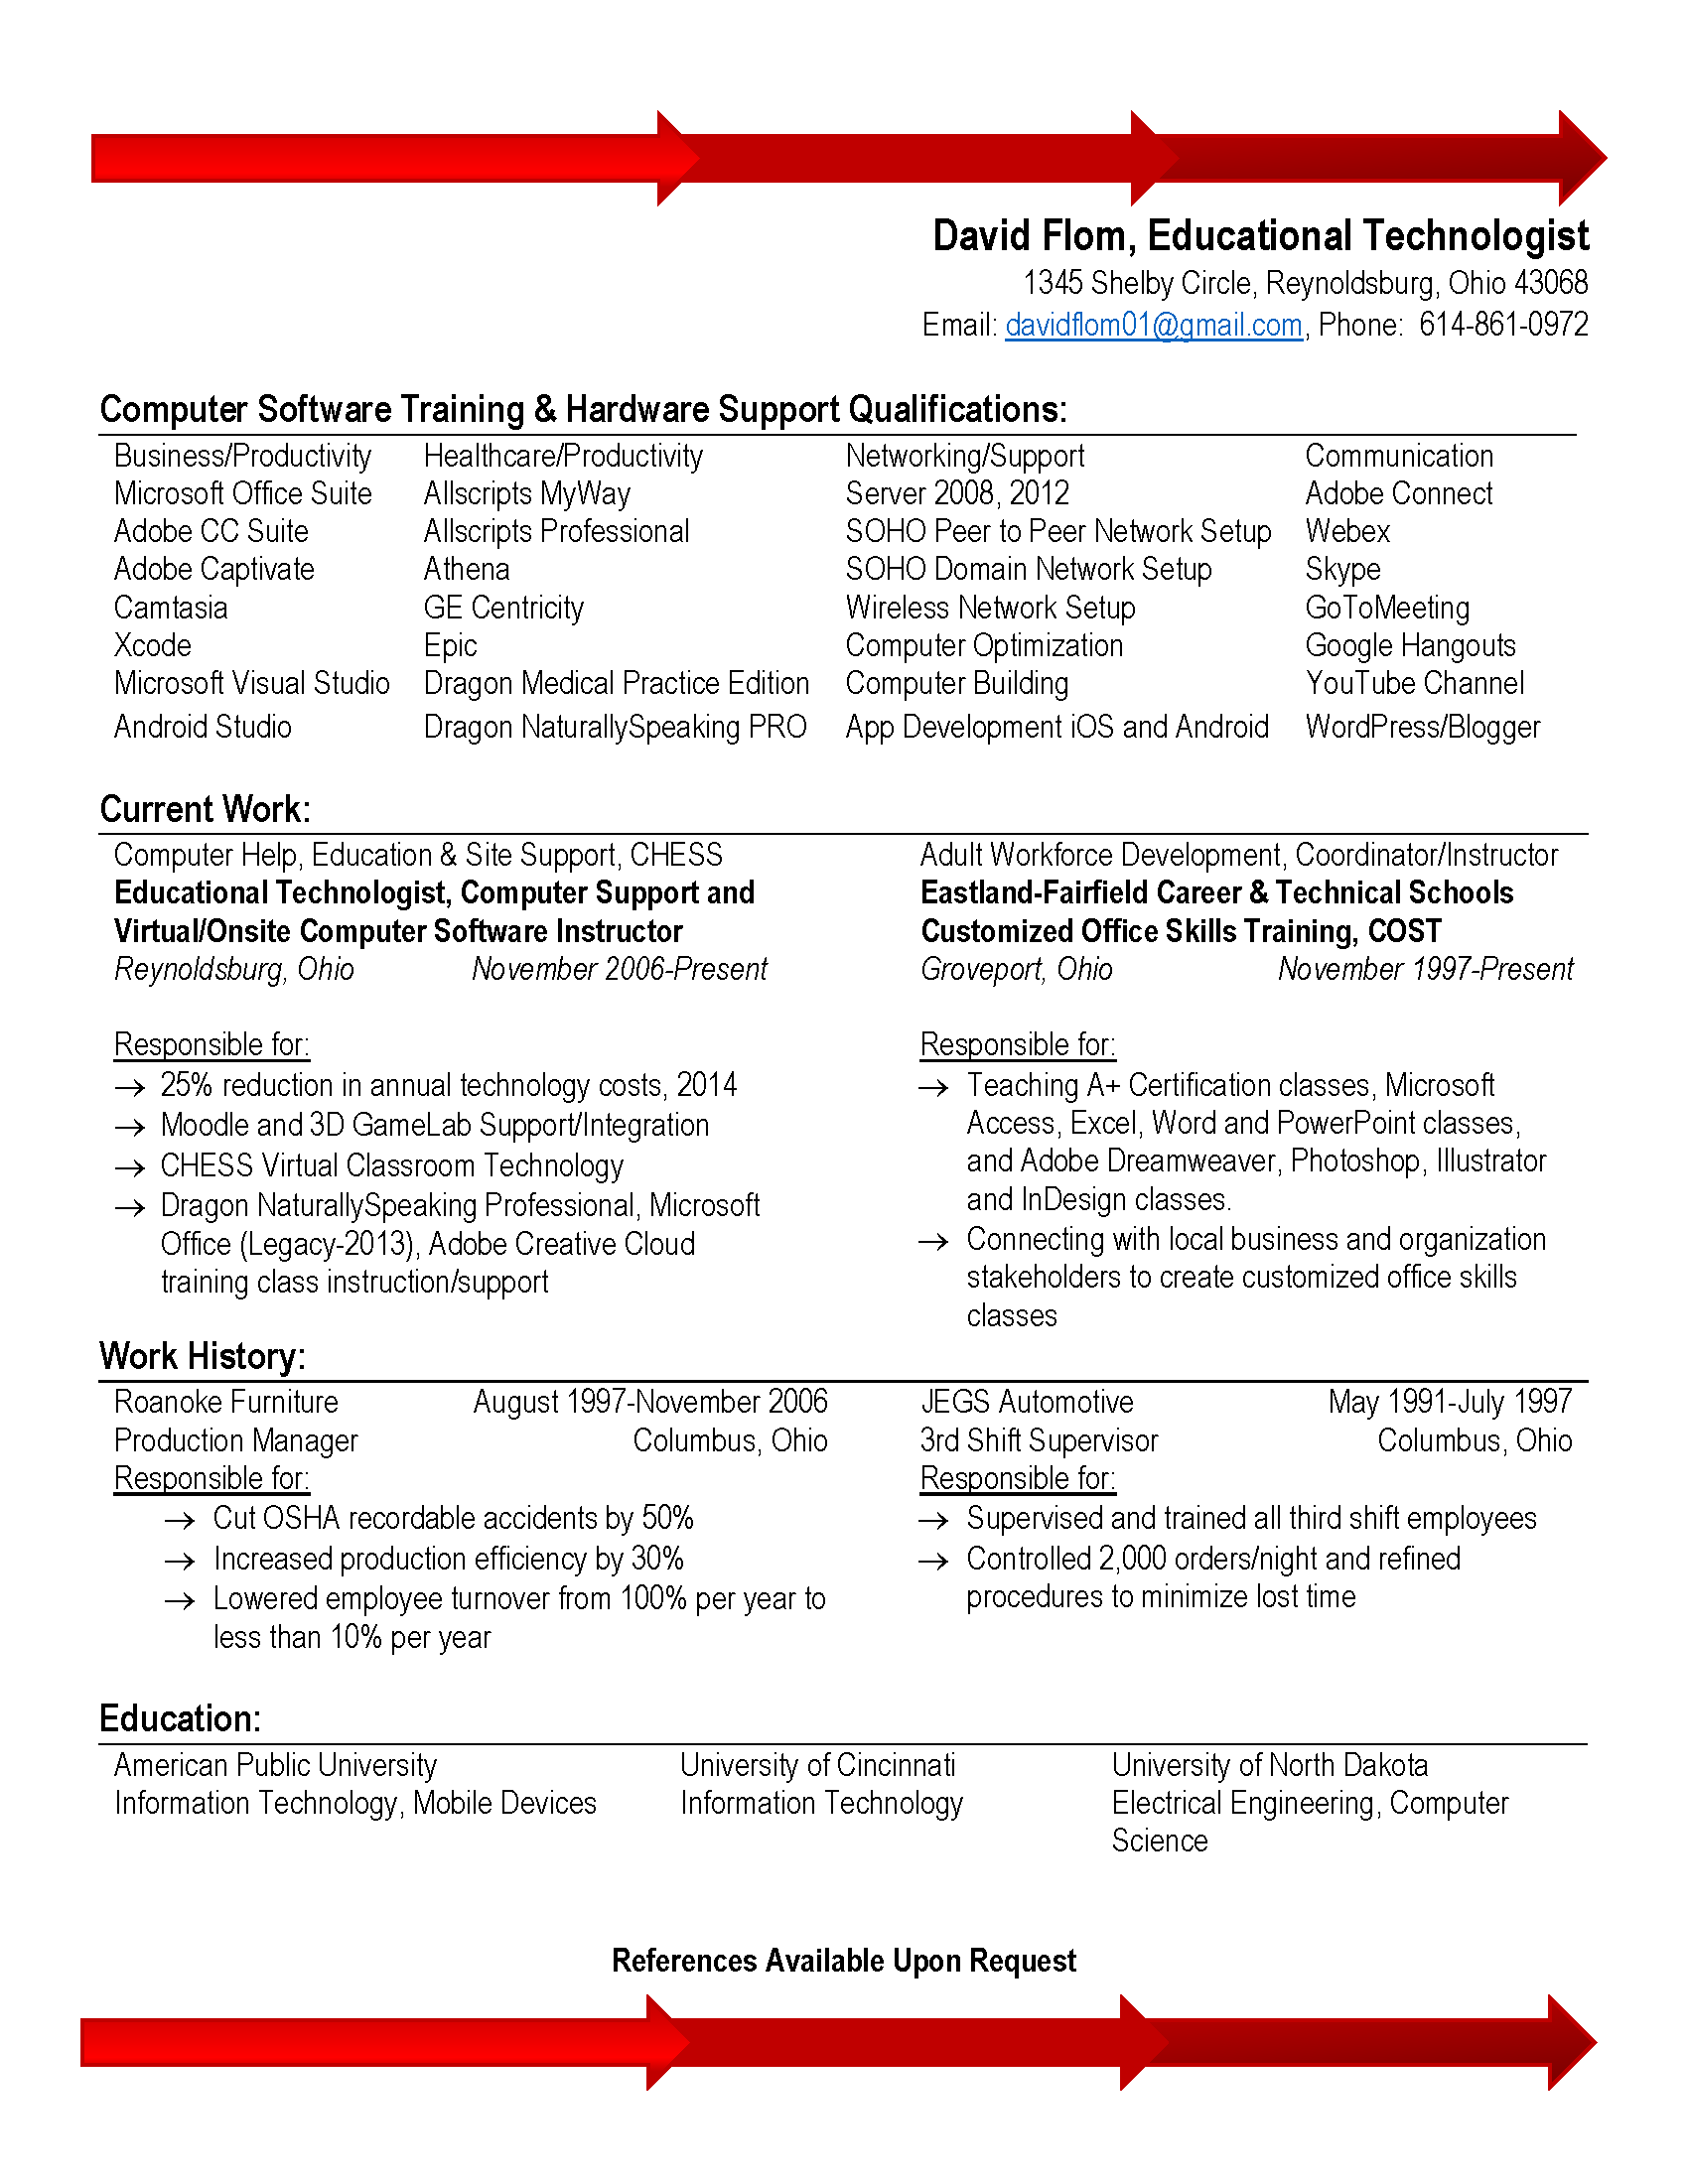 David Flom, Educational Technologist
1345 Shelby Circle, Reynoldsburg, Ohio 43068
Email: davidflom01@gmail.com, Phone:  614-861-0972
Computer Software Training & Hardware Support Qualifications:
Business/Productivity Healthcare/Productivity Networking/Support Communication
Microsoft Office Suite Allscripts MyWay Server 2008, 2012 Adobe Connect
Adobe CC Suite Allscripts Professional SOHO Peer to Peer Network Setup Webex
Adobe Captivate Athena SOHO Domain Network Setup Skype
Camtasia GE Centricity Wireless Network Setup GoToMeeting
Xcode Epic Computer Optimization Google Hangouts
Microsoft Visual Studio Dragon Medical Practice Edition Computer Building YouTube Channel
Android Studio Dragon NaturallySpeaking PRO App Development iOS and Android WordPress/Blogger
Current Work:
Computer Help, Education & Site Support, CHESS
Educational Technologist, Computer Support and
Virtual/Onsite Computer Software Instructor
Reynoldsburg, Ohio November 2006-Present
Responsible for:
→ 25% reduction in annual technology costs, 2014
→ Moodle and 3D GameLab Support/Integration
→ CHESS Virtual Classroom Technology
→ Dragon NaturallySpeaking Professional, Microsoft
Office (Legacy-2013), Adobe Creative Cloud
training class instruction/support
Adult Workforce Development, Coordinator/Instructor
Eastland-Fairfield Career & Technical Schools
Customized Office Skills Training, COST
Groveport, Ohio November 1997-Present
Responsible for:
→ Teaching A+ Certification classes, Microsoft
Access, Excel, Word and PowerPoint classes,
and Adobe Dreamweaver, Photoshop, Illustrator
and InDesign classes.
→ Connecting with local business and organization
stakeholders to create customized office skills
classes
Work History:
Roanoke Furniture August 1997-November 2006
Production Manager Columbus, Ohio
Responsible for:
→ Cut OSHA recordable accidents by 50%
→ Increased production efficiency by 30%
→ Lowered employee turnover from 100% per year to
less than 10% per year
JEGS Automotive May 1991-July 1997
3rd Shift Supervisor Columbus, Ohio
Responsible for:
→ Supervised and trained all third shift employees
→ Controlled 2,000 orders/night and refined
procedures to minimize lost time
Education:
American Public University
Information Technology, Mobile Devices
University of Cincinnati
Information Technology
University of North Dakota
Electrical Engineering, Computer
Science
References Available Upon Request